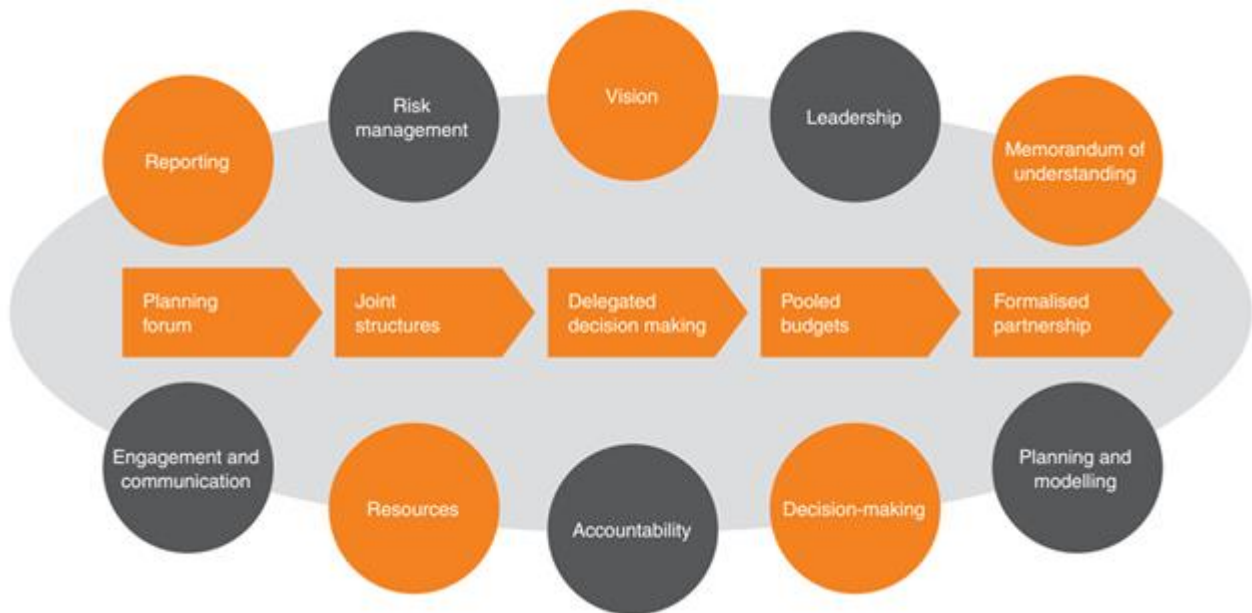 Reporting
Risk
management
Vision
Leadership
Memorandum of
understanding
Planning
forum
Joint
structures
Delegated
decision making
Pooled
budgets
Formalised
partnership
Engagement and
communication
Resources
Accountability
Decision-making
Planning and
modelling